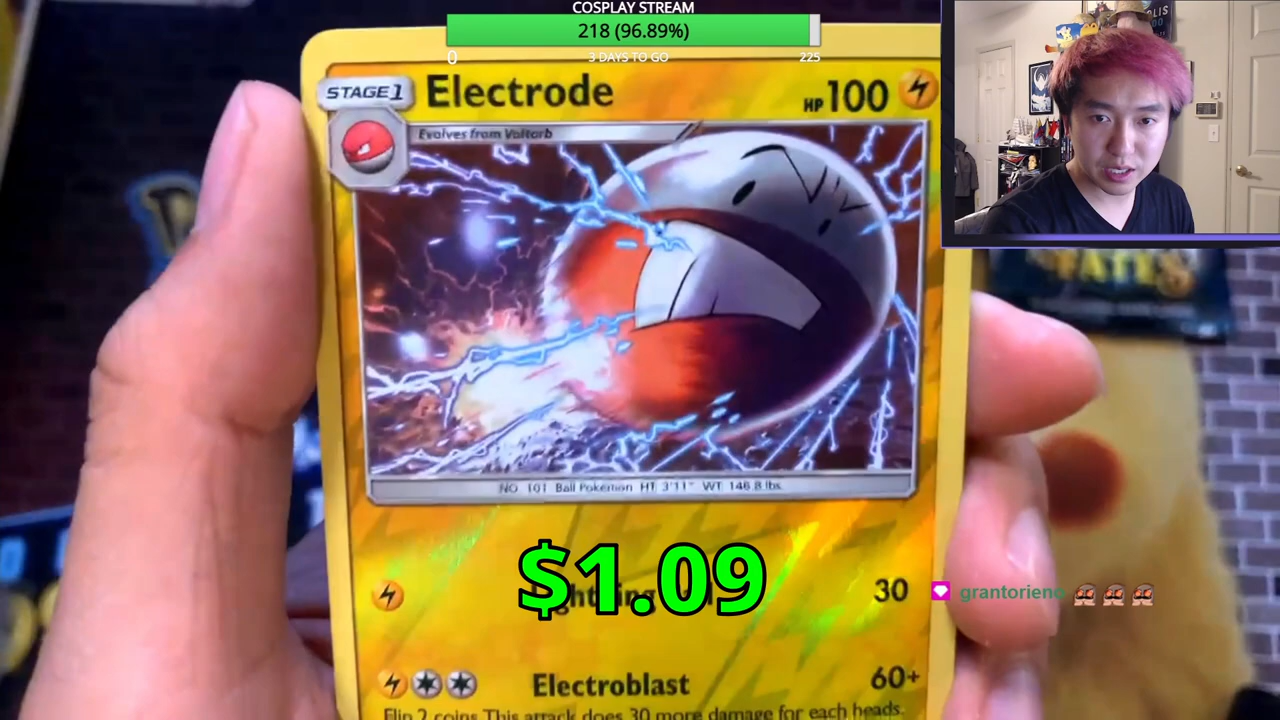 COSPLAY STREAM
218 (96.89%)
0
3 DAYS TO GO
225
STAGE1
Electrode
HP 100
Evolves from Voltorb
FATES
NO. 101 Ball Pokémon HT: 3'11" WT: 146.8 lbs.
$1.09
30
grantorieno
Electroblast
60+
Flip 2 coins. This attack does 30 more damage for each heads.